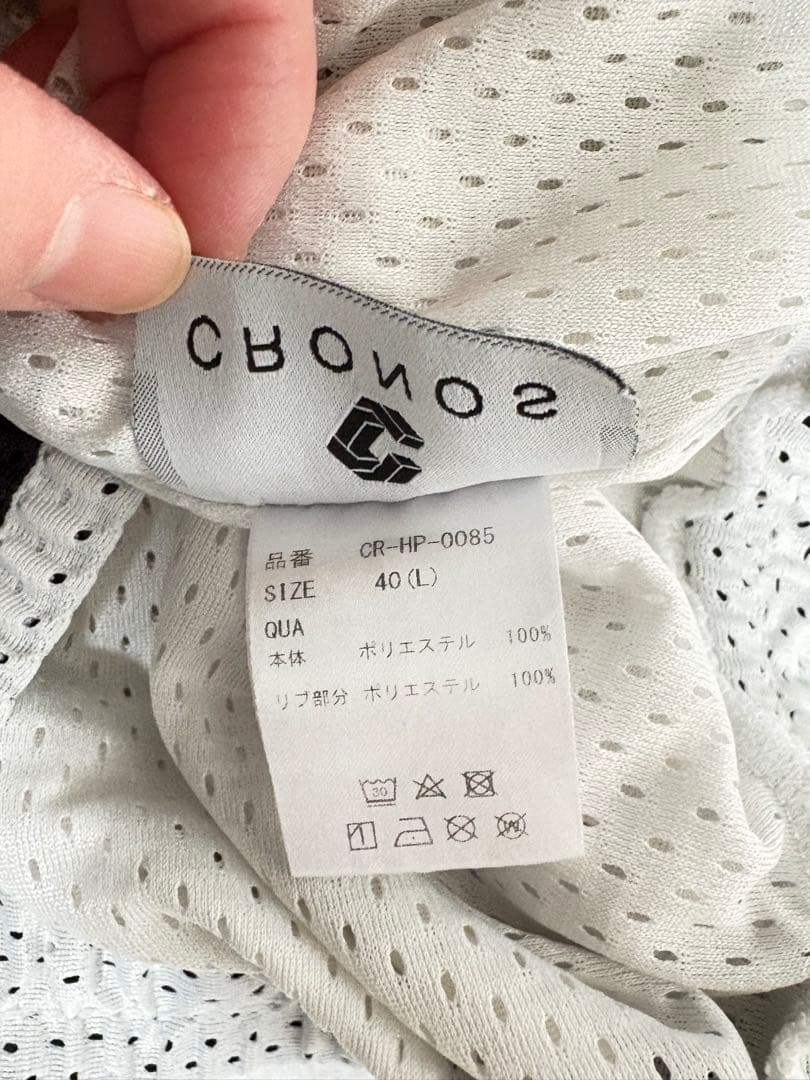 CRONOS
品番 CR-HP-0085
SIZE 40(L)
QUA
本体 ポリエステル 100%
リブ部分 ポリエステル 100%
30
W